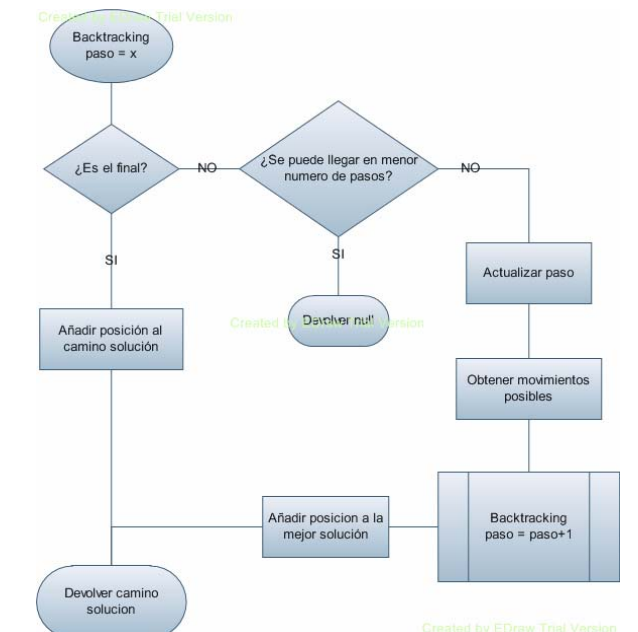 Created by EDraw Trial Version
Backtracking
paso = x
¿Es el final?
NO
¿Se puede llegar en menor
numero de pasos?
NO
SI
SI
Actualizar paso
Añadir posición al
camino solución
Created by EDraw Trial Version
Devolver null
Obtener movimientos
posibles
Añadir posicion a la
mejor solución
Backtracking
paso = paso+1
Devolver camino
solucion
Created by EDraw Trial Version